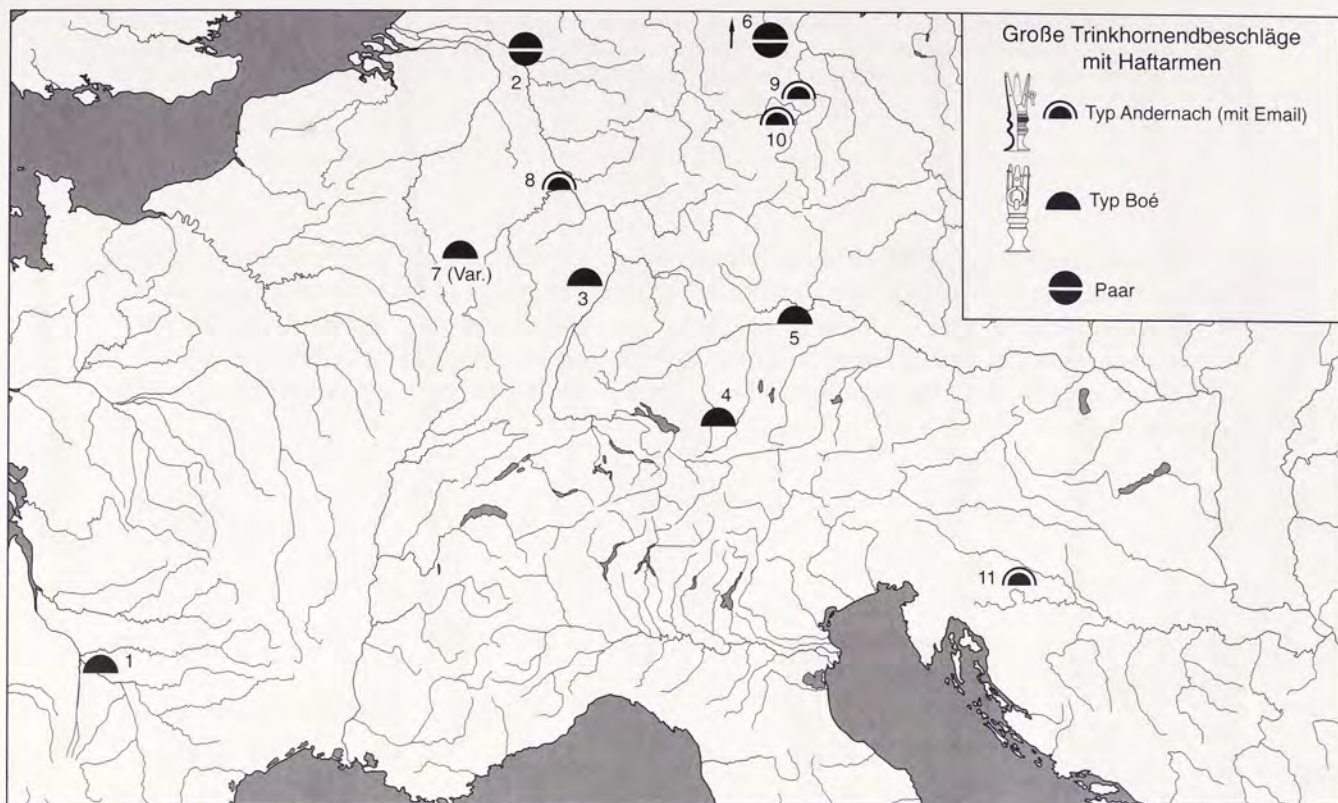 Große Trinkhornendbeschläge
mit Haftarmen
Typ Andernach (mit Email)
Typ Boé
Paar
6
2
9
10
8
7 (Var.)
3
5
4
11
1